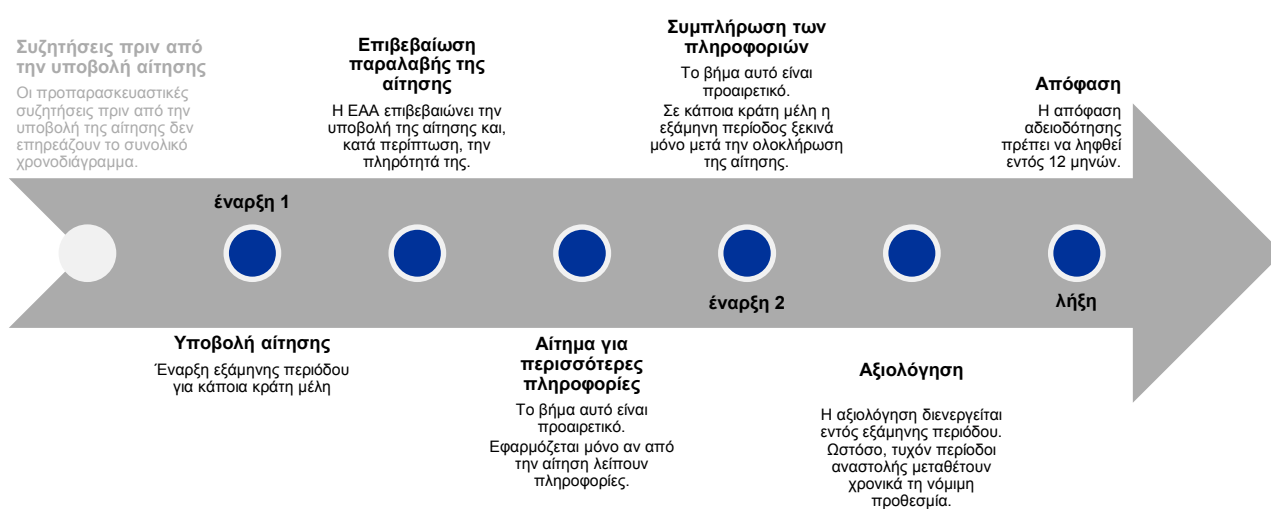 Συζητήσεις πριν από
την υποβολή αίτησης
Οι προπαρασκευαστικές
συζητήσεις πριν από την
υποβολή της αίτησης δεν
επηρεάζουν το συνολικό
χρονοδιάγραμμα.
έναρξη 1
Υποβολή αίτησης
Έναρξη εξάμηνης περιόδου
για κάποια κράτη μέλη
Επιβεβαίωση
παραλαβής της
αίτησης
Η ΕΑΑ επιβεβαιώνει την
υποβολή της αίτησης και,
κατά περίπτωση, την
πληρότητά της.
Αίτημα για
περισσότερες
πληροφορίες
Το βήμα αυτό είναι
προαιρετικό.
Εφαρμόζεται μόνο αν από
την αίτηση λείπουν
πληροφορίες.
Συμπλήρωση των
πληροφοριών
Το βήμα αυτό είναι
προαιρετικό.
Σε κάποια κράτη μέλη η
εξάμηνη περίοδος ξεκινά
μόνο μετά την ολοκλήρωση
της αίτησης.
έναρξη 2
Αξιολόγηση
Η αξιολόγηση διενεργείται
εντός εξάμηνης περιόδου.
Ωστόσο, τυχόν περίοδοι
αναστολής μεταθέτουν
χρονικά τη νόμιμη
προθεσμία.
Απόφαση
Η απόφαση
αδειοδότησης
πρέπει να ληφθεί
εντός 12 μηνών.
λήξη